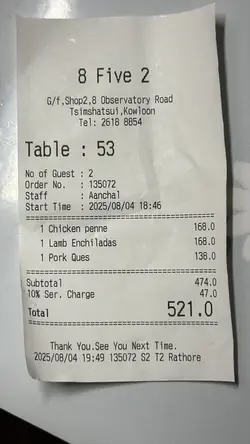 8 Five 2
G/f,Shop2,8 Observatory Road
Tsimshatsui,Kowloon
Tel: 2618 8854
Table : 53
No of Guest : 2
Order No. : 135072
Staff : Aanchal
Start Time : 2025/08/04 18:46
1 Chicken penne 168.0
1 Lamb Enchiladas 168.0
1 Pork Ques 138.0
Subtotal 474.0
10% Ser. Charge 47.0
Total 521.0
Thank You.See You Next Time.
2025/08/04 19:49 135072 S2 T2 Rathore